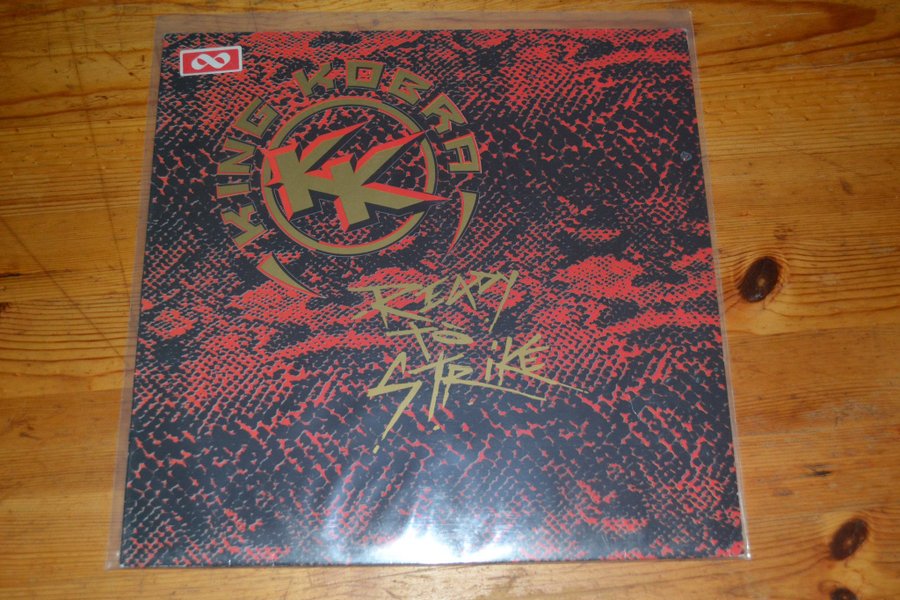 KING KOBRA
KK
READY
TO
STRIKE